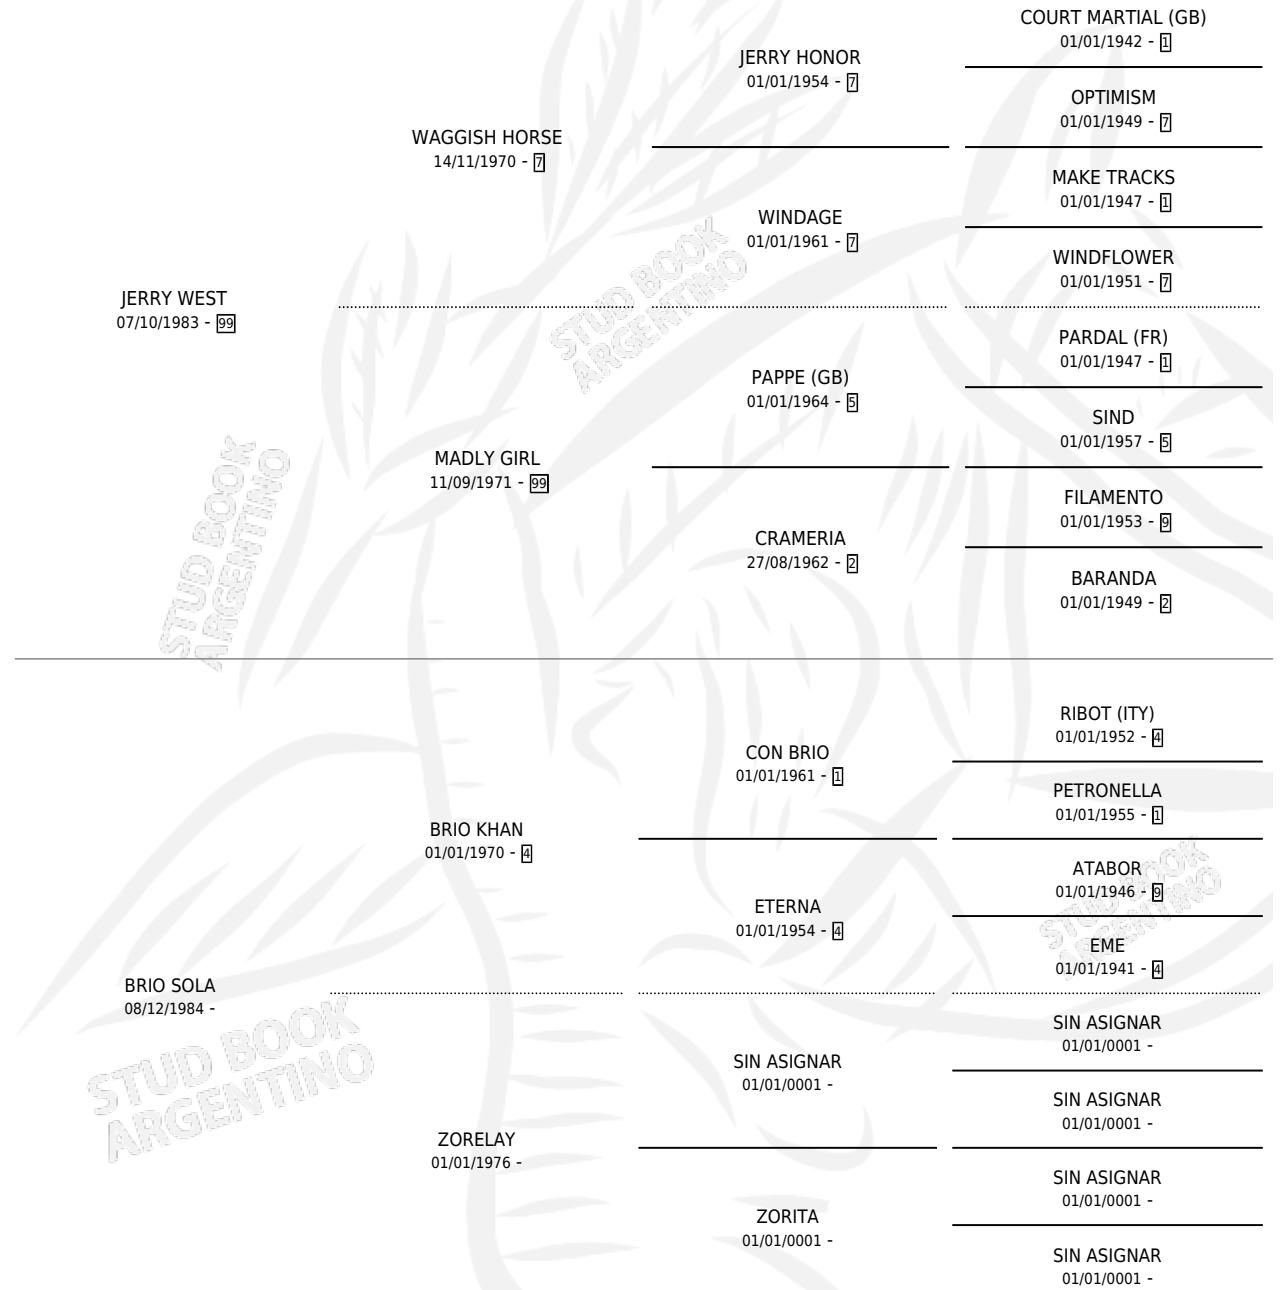 COURT MARTIAL (GB)
01/01/1942 - 1
JERRY HONOR
01/01/1954 - 7
OPTIMISM
01/01/1949 - 7
WAGGISH HORSE
14/11/1970 - 7
MAKE TRACKS
01/01/1947 - 1
WINDAGE
01/01/1961 - 7
WINDFLOWER
01/01/1951 - 7
JERRY WEST
07/10/1983 - 99
PARDAL (FR)
01/01/1947 - 1
PAPPE (GB)
01/01/1964 - 5
SIND
01/01/1957 - 5
MADLY GIRL
11/09/1971 - 99
FILAMENTO
01/01/1953 - 9
CRAMERIA
27/08/1962 - 2
BARANDA
01/01/1949 - 2
STUD BOOK
ARGENTINO
STUD BOOK
ARGENTINO
RIBOT (ITY)
01/01/1952 - 4
CON BRIO
01/01/1961 - 1
PETRONELLA
01/01/1955 - 1
BRIO KHAN
01/01/1970 - 4
ATABOR
01/01/1946 - 9
ETERNA
01/01/1954 - 4
EME
01/01/1941 - 4
BRIO SOLA
08/12/1984 -
SIN ASIGNAR
01/01/0001 -
SIN ASIGNAR
01/01/0001 -
SIN ASIGNAR
01/01/0001 -
ZORELAY
01/01/1976 -
SIN ASIGNAR
01/01/0001 -
ZORITA
01/01/0001 -
SIN ASIGNAR
01/01/0001 -
STUD BOOK
ARGENTINO
STUD BOOK
ARGENTINO